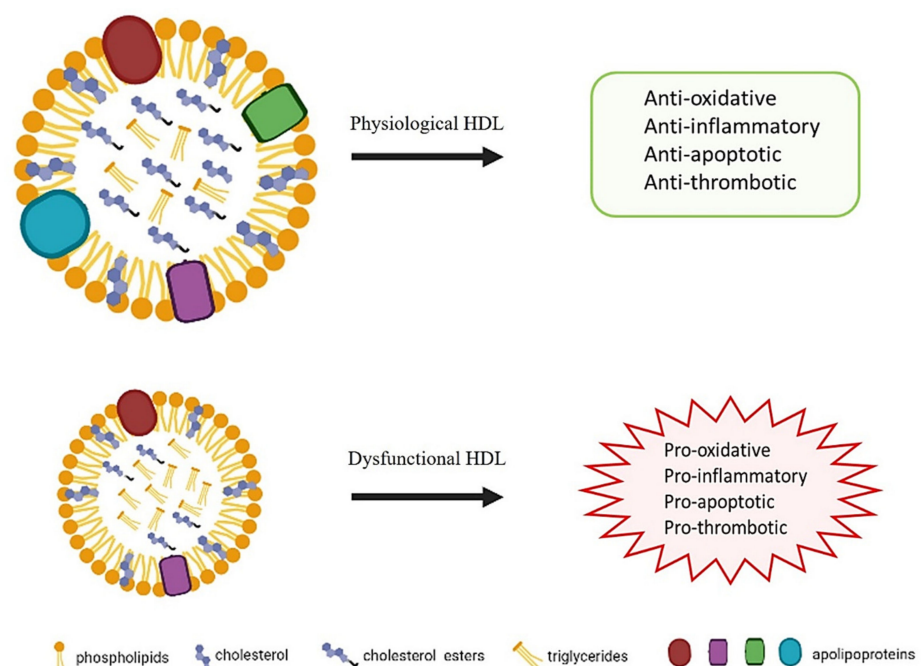 Physiological HDL
Anti-oxidative
Anti-inflammatory
Anti-apoptotic
Anti-thrombotic
Dysfunctional HDL
Pro-oxidative
Pro-inflammatory
Pro-apoptotic
Pro-thrombotic
phospholipids
cholesterol
cholesterol esters
triglycerides
apolipoproteins